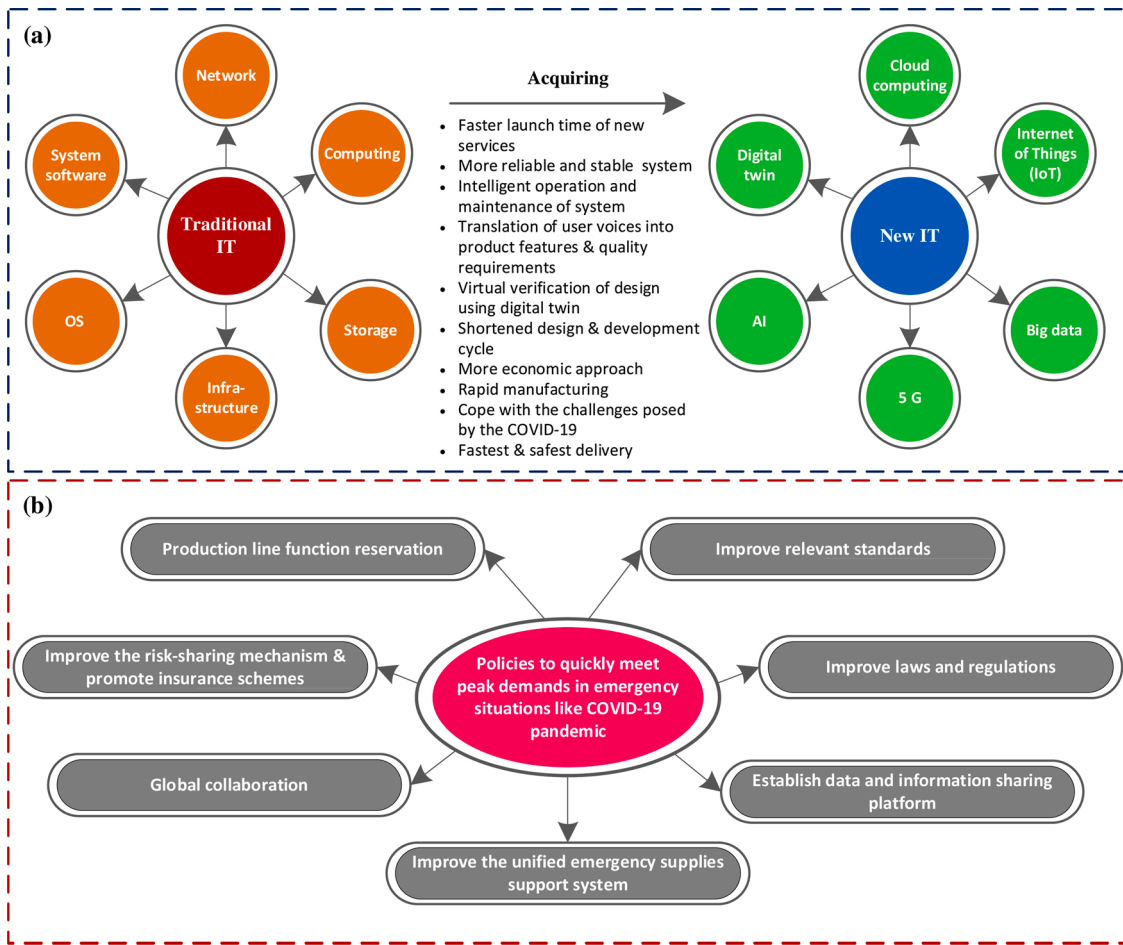 (a)
Network
System
software
Computing
Traditional
IT
OS
Storage
Infra-
structure
Acquiring
• Faster launch time of new
services
• More reliable and stable system
• Intelligent operation and
maintenance of system
• Translation of user voices into
product features & quality
requirements
• Virtual verification of design
using digital twin
• Shortened design & development
cycle
• More economic approach
• Rapid manufacturing
• Cope with the challenges posed
by the COVID-19
• Fastest & safest delivery
Cloud
computing
Digital
twin
Internet
of Things
(IoT)
New IT
AI
Big data
5 G
(b)
Production line function reservation
Improve relevant standards
Improve the risk-sharing mechanism &
promote insurance schemes
Policies to quickly meet
peak demands in emergency
situations like COVID-19
pandemic
Improve laws and regulations
Global collaboration
Establish data and information sharing
platform
Improve the unified emergency supplies
support system